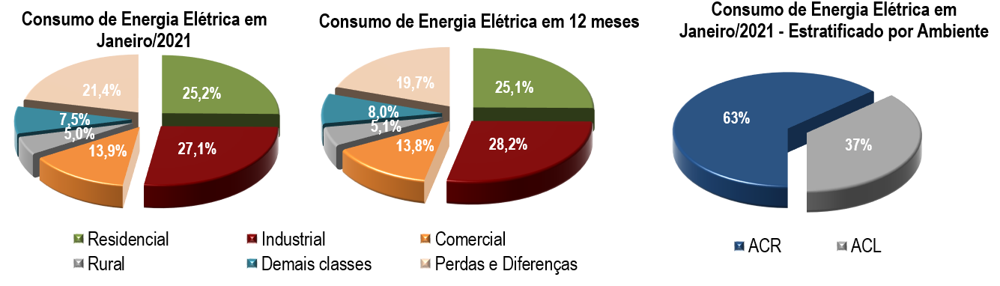 Consumo de Energia Elétrica em
Janeiro/2021
21,4%
25,2%
7,5%
5,0%
13,9%
27,1%
Consumo de Energia Elétrica em 12 meses
19,7%
25,1%
8,0%
5,1%
13,8%
28,2%
Residencial
Industrial
Comercial
Rural
Demais classes
Perdas e Diferenças
Consumo de Energia Elétrica em
Janeiro/2021 - Estratificado por Ambiente
63%
37%
ACR
ACL